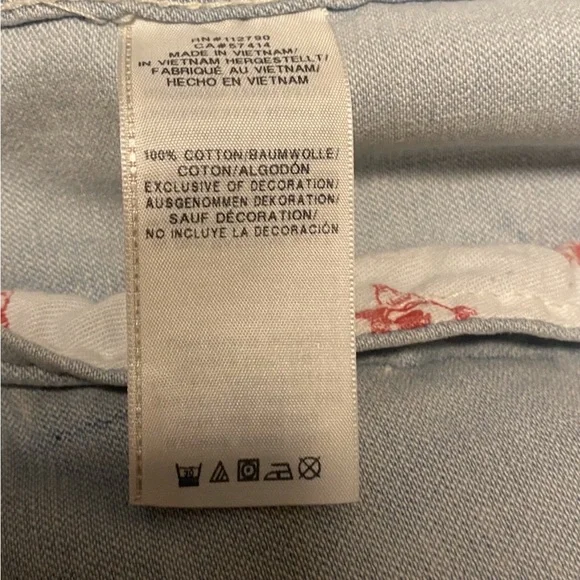 RN#112790
CA#57414
MADE IN VIETNAM/
IN VIETNAM HERGESTELLT/
FABRIQUÉ AU VIETNAM/
HECHO EN VIETNAM
100% COTTON/BAUMWOLLE/
COTON/ALGODÓN
EXCLUSIVE OF DECORATION/
AUSGENOMMEN DEKORATION/
SAUF DÉCORATION/
NO INCLUYE LA DECORACIÓN
30